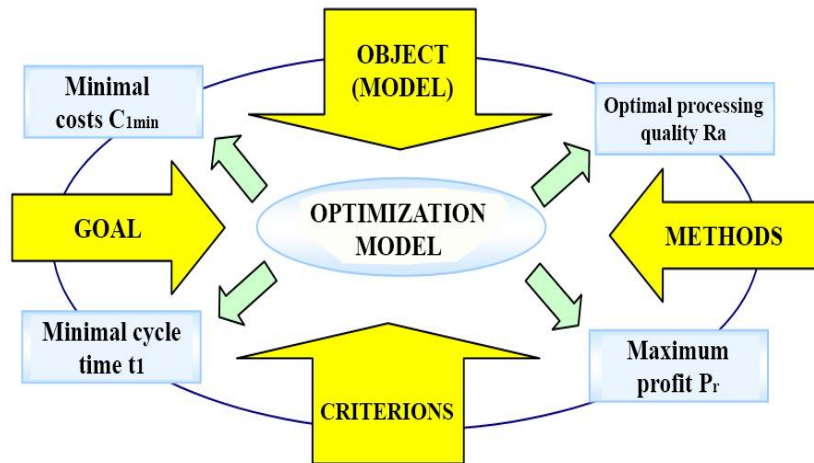 OBJECT
(MODEL)
Minimal
costs C1min
Optimal processing
quality Ra
GOAL
OPTIMIZATION
MODEL
METHODS
Minimal cycle
time t1
Maximum
profit Pr
CRITERIONS